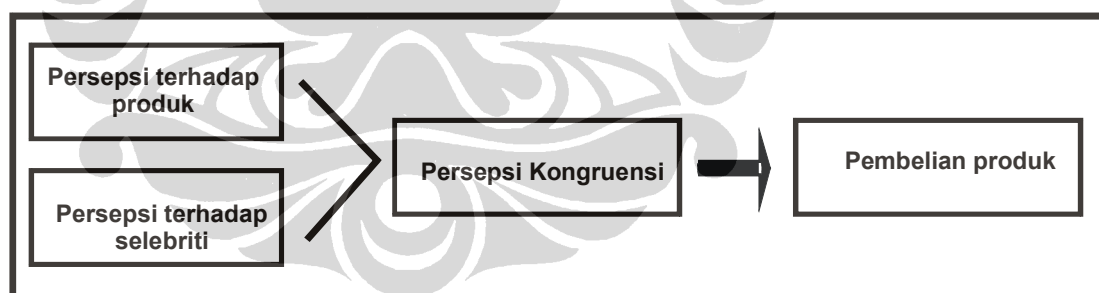 Persepsi terhadap
produk
Persepsi terhadap
selebriti
Persepsi Kongruensi
Pembelian produk